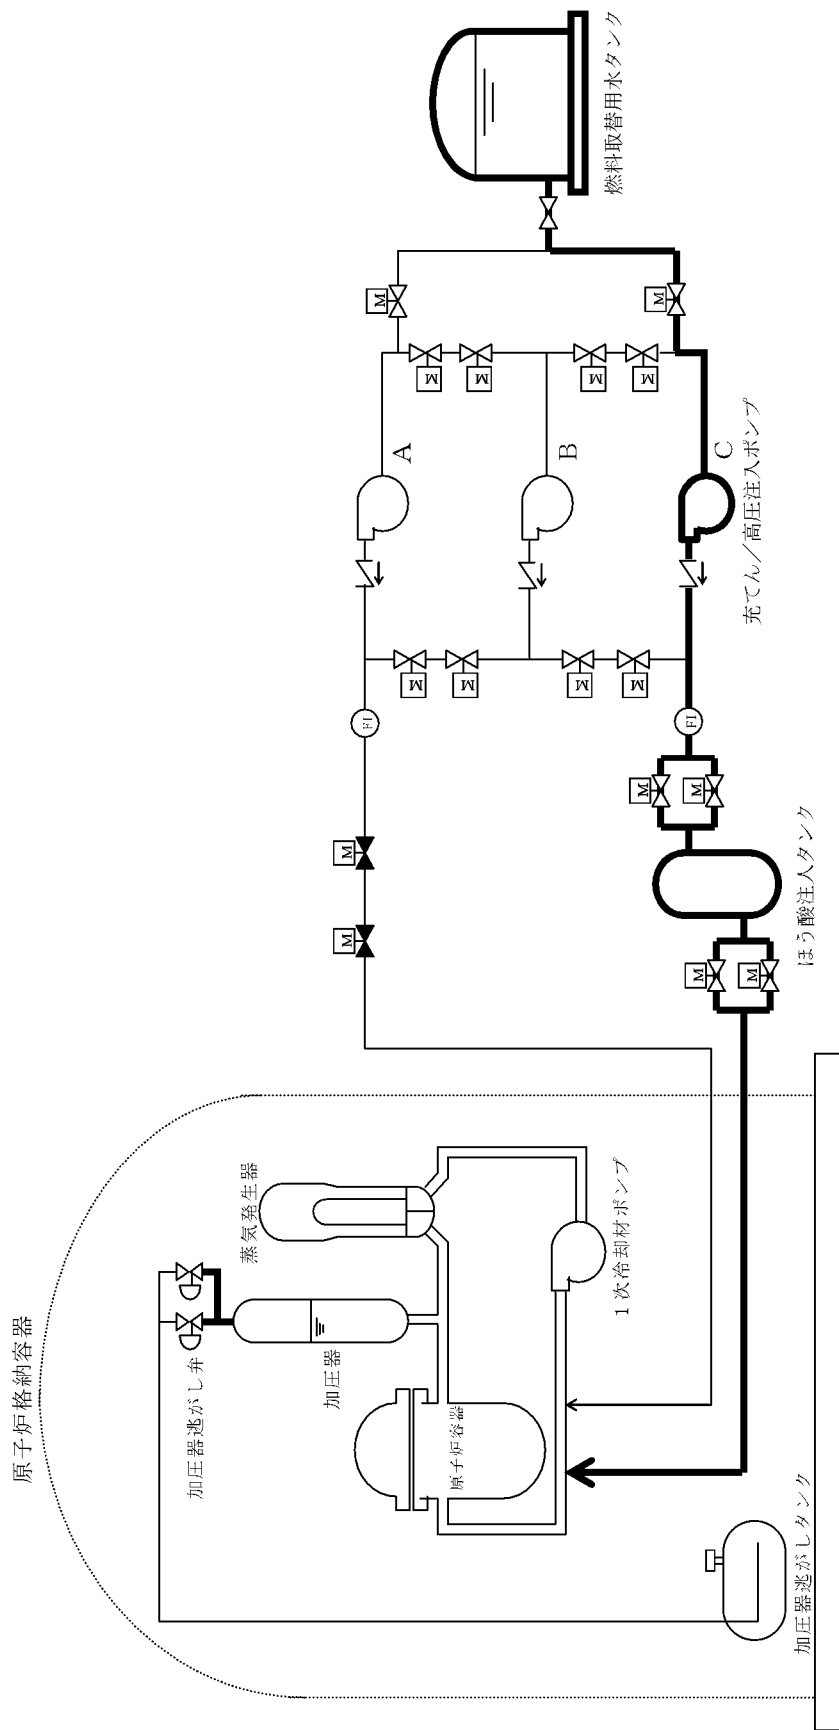 原子炉格納容器
加圧器逃がし弁
蒸気発生器
加圧器
M
M
FI
M
A
M
M
原子炉容器
M
M
B
M
M
燃料取替用水タンク
1次冷却材ポンプ
M
M
M
M
FI
M
M
C
充てん／高圧注入ポンプ
M
加圧器逃がしタンク
ほう酸注入タンク